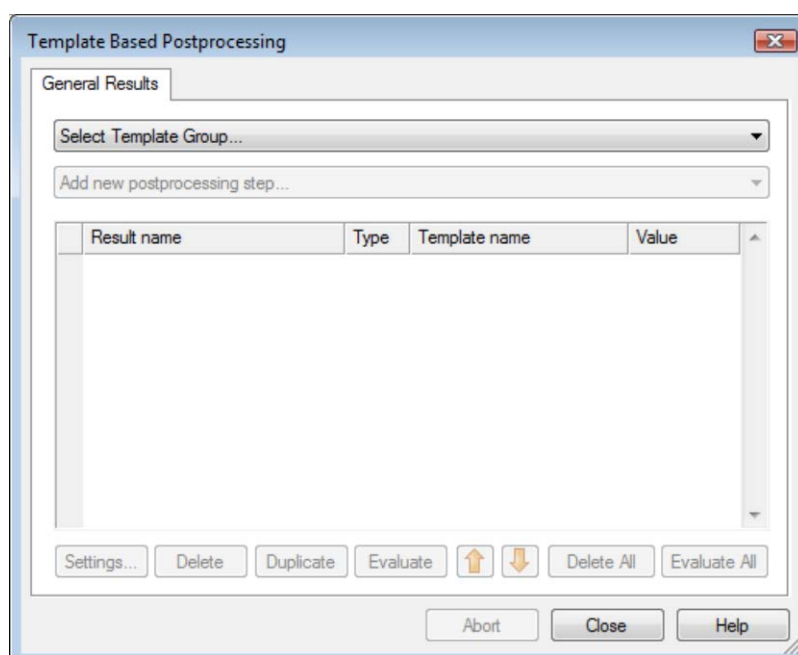 Template Based Postprocessing
General Results
Select Template Group...
Add new postprocessing step...
Result name Type Template name Value
Settings... Delete Duplicate Evaluate Delete All Evaluate All
Abort Close Help